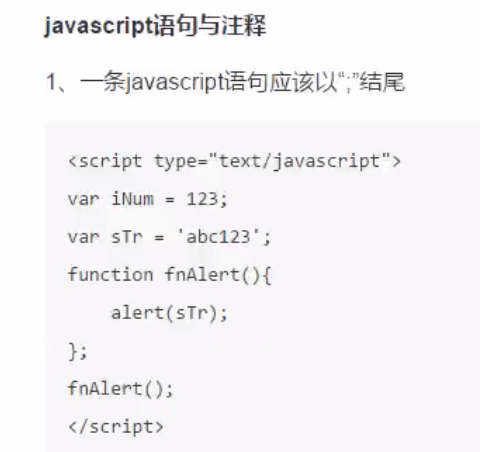 javascript语句与注释
1、一条javascript语句应该以“;”结尾
<script type="text/javascript">
var iNum = 123;
var sTr = 'abc123';
function fnAlert(){
    alert(sTr);
};
fnAlert();
</script>